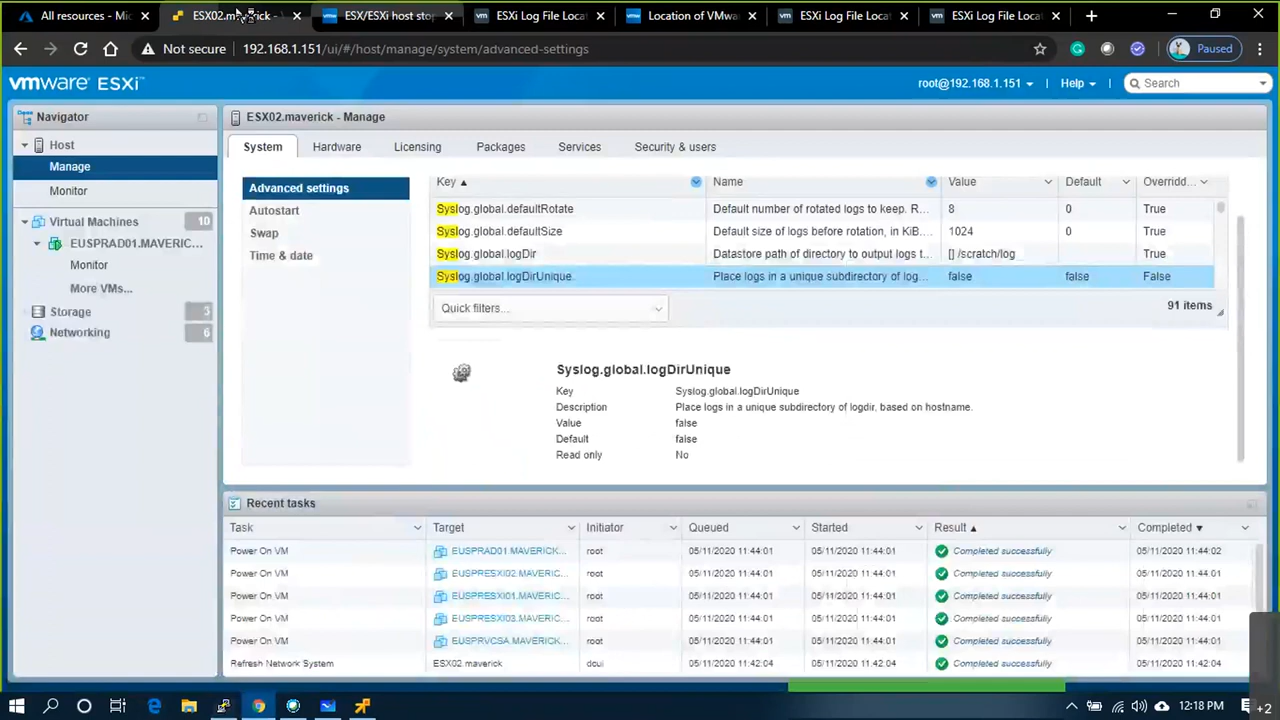 All resources - Mic
ESX02.maverick -
ESX/ESXi host stop
ESXi Log File Locat
Location of VMwa
ESXi Log File Locat
ESXi Log File Locat
Not secure
192.168.1.151/ui/#/host/manage/system/advanced-settings
Paused
vmware ESXi™
root@192.168.1.151
Help
Search
Navigator
Host
Manage
Monitor
Virtual Machines 10
EUSPRAD01.MAVERIC...
Monitor
More VMs...
Storage
Networking 6
ESX02.maverick - Manage
System Hardware Licensing Packages Services Security & users
Advanced settings
Autostart
Swap
Time & date
Key Name Value Default Overridd...
Syslog.global.defaultRotate Default number of rotated logs to keep. R... 8 0 True
Syslog.global.defaultSize Default size of logs before rotation, in KiB. 1024 0 True
Syslog.global.logDir Datastore path of directory to output logs t... [] /scratch/log True
Syslog.global.logDirUnique Place logs in a unique subdirectory of log... false false False
Quick filters...
91 items
Syslog.global.logDirUnique
Key Syslog.global.logDirUnique
Description Place logs in a unique subdirectory of logdir, based on hostname.
Value false
Default false
Read only No
Recent tasks
Task Target Initiator Queued Started Result Completed
Power On VM EUSPRAD01.MAVERICK... root 05/11/2020 11:44:01 05/11/2020 11:44:01 Completed successfully 05/11/2020 11:44:02
Power On VM EUSPRESXI02.MAVERIC... root 05/11/2020 11:44:01 05/11/2020 11:44:01 Completed successfully 05/11/2020 11:44:01
Power On VM EUSPRESXI01.MAVERIC... root 05/11/2020 11:44:01 05/11/2020 11:44:01 Completed successfully 05/11/2020 11:44:01
Power On VM EUSPRESXI03.MAVERIC... root 05/11/2020 11:44:01 05/11/2020 11:44:01 Completed successfully 05/11/2020 11:44:01
Power On VM EUSPRVCSA.MAVERICK... root 05/11/2020 11:44:01 05/11/2020 11:44:01 Completed successfully 05/11/2020 11:44:01
Refresh Network System ESX02.maverick dcui 05/11/2020 11:42:04 05/11/2020 11:42:04 Completed successfully 05/11/2020 11:42:04
12:18 PM
+2